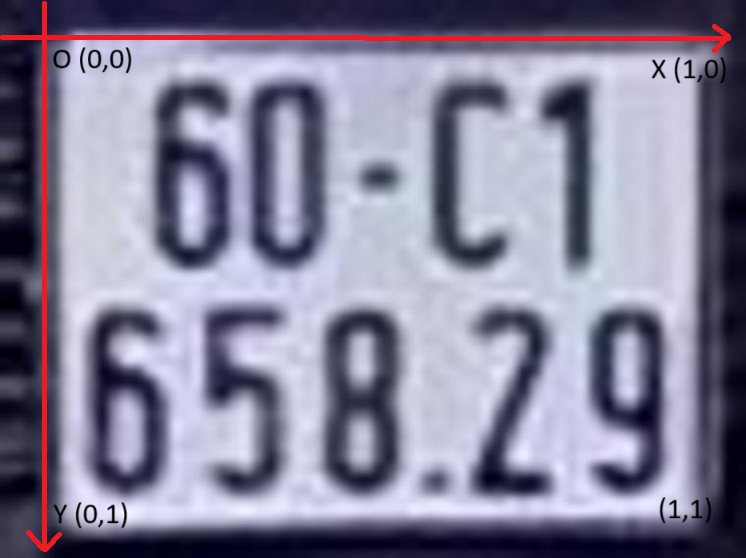 O (0,0)
X (1,0)
60-C1
658.29
Y (0,1)
(1,1)